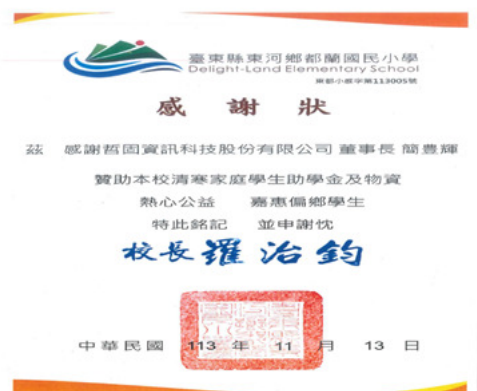 臺東縣東河鄉都蘭國民小學
Delight-Land Elementary School
東都小總字第113005號
感 謝 狀
茲 感謝哲固資訊科技股份有限公司 董事長 簡豊輝
贊助本校清寒家庭學生助學金及物資
熱心公益 嘉惠偏鄉學生
特此銘記 並申謝忱
校長 羅治鈞
中華民國 113 年 11 月 13 日